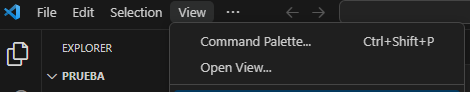 File Edit Selection View ...
EXPLORER
Command Palette... Ctrl+Shift+P
PRUEBA
Open View...